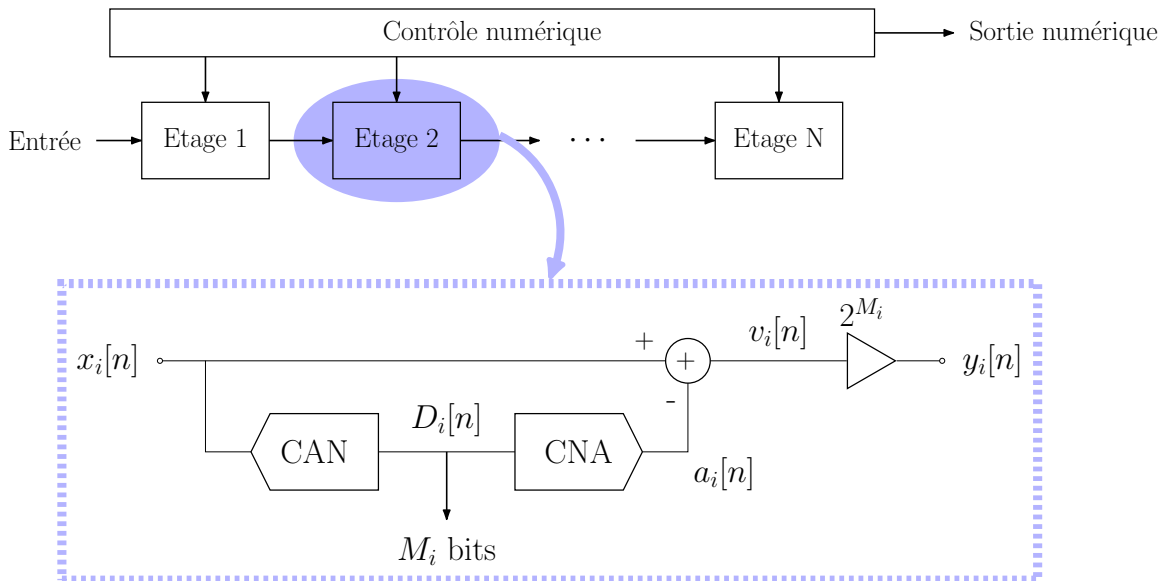 Contrôle numérique
Sortie numérique
Entrée
Etage 1
Etage 2
· · ·
Etage N
x_i[n]
+
+
-
v_i[n]
2^{M_i}
y_i[n]
CAN
D_i[n]
CNA
a_i[n]
M_i bits